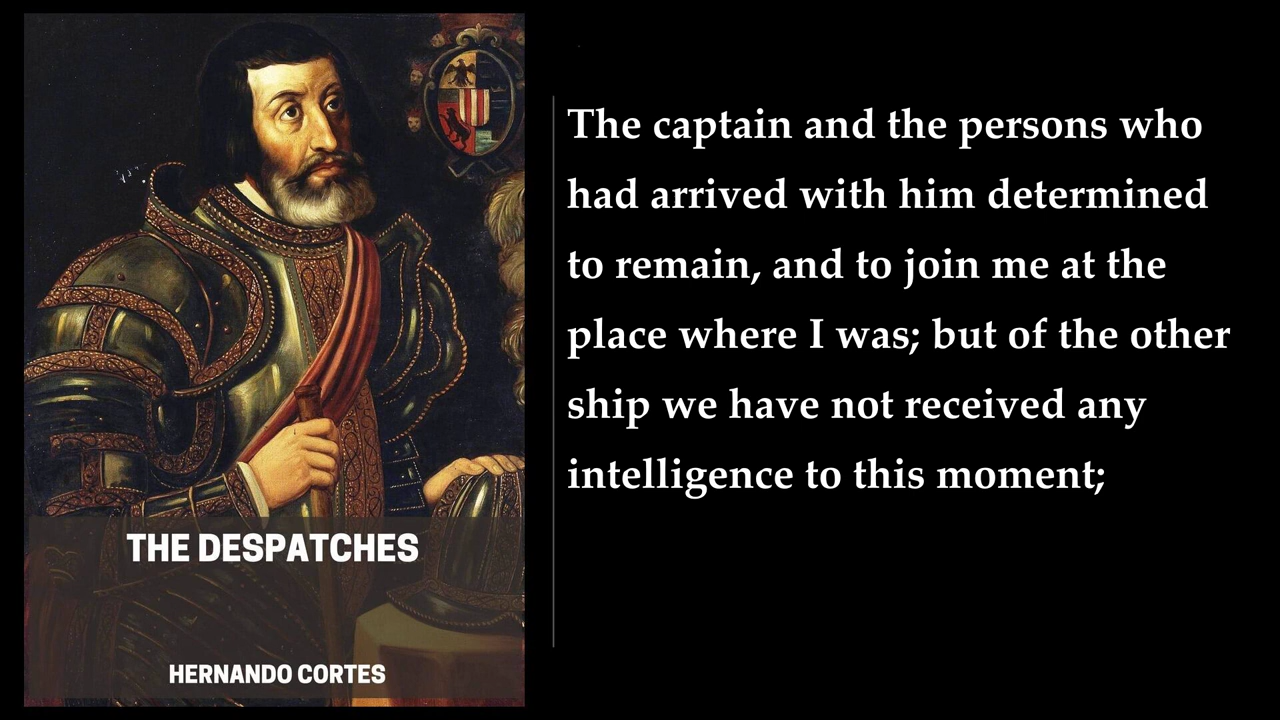 THE DESPATCHES
HERNANDO CORTES
The captain and the persons who
had arrived with him determined
to remain, and to join me at the
place where I was; but of the other
ship we have not received any
intelligence to this moment;